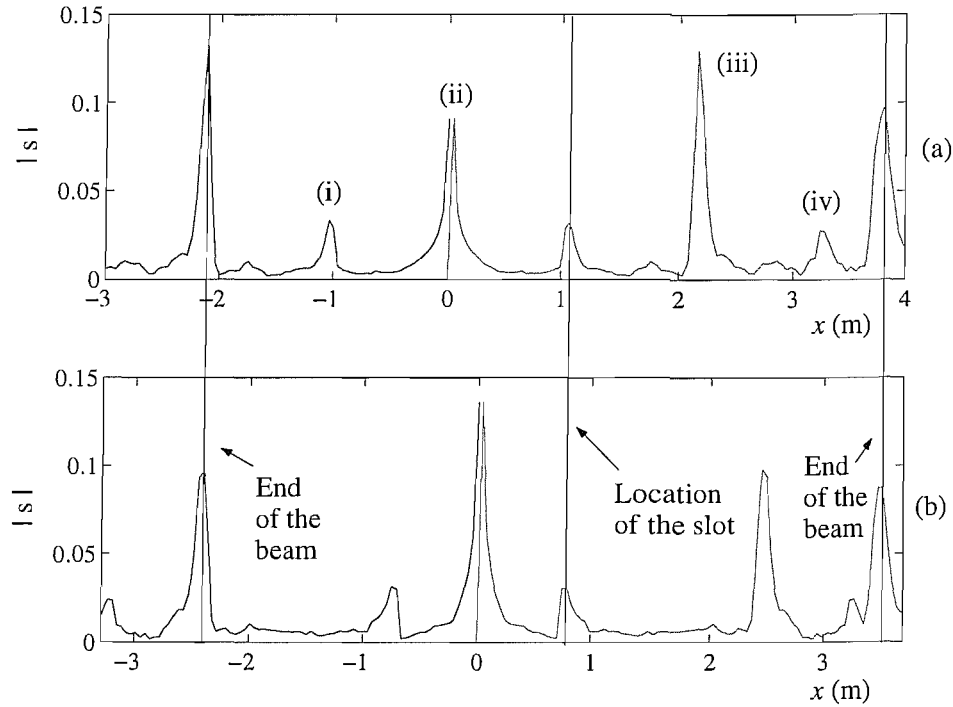 0.15
0.1
0.05
0
| s |
(i)
(ii)
(iii)
(iv)
(a)
−3
−2
−1
0
1
2
3
4
x (m)
0.15
0.1
0.05
0
| s |
End
of the
beam
Location
of the slot
End
of the
beam
(b)
−3
−2
−1
0
1
2
3
x (m)